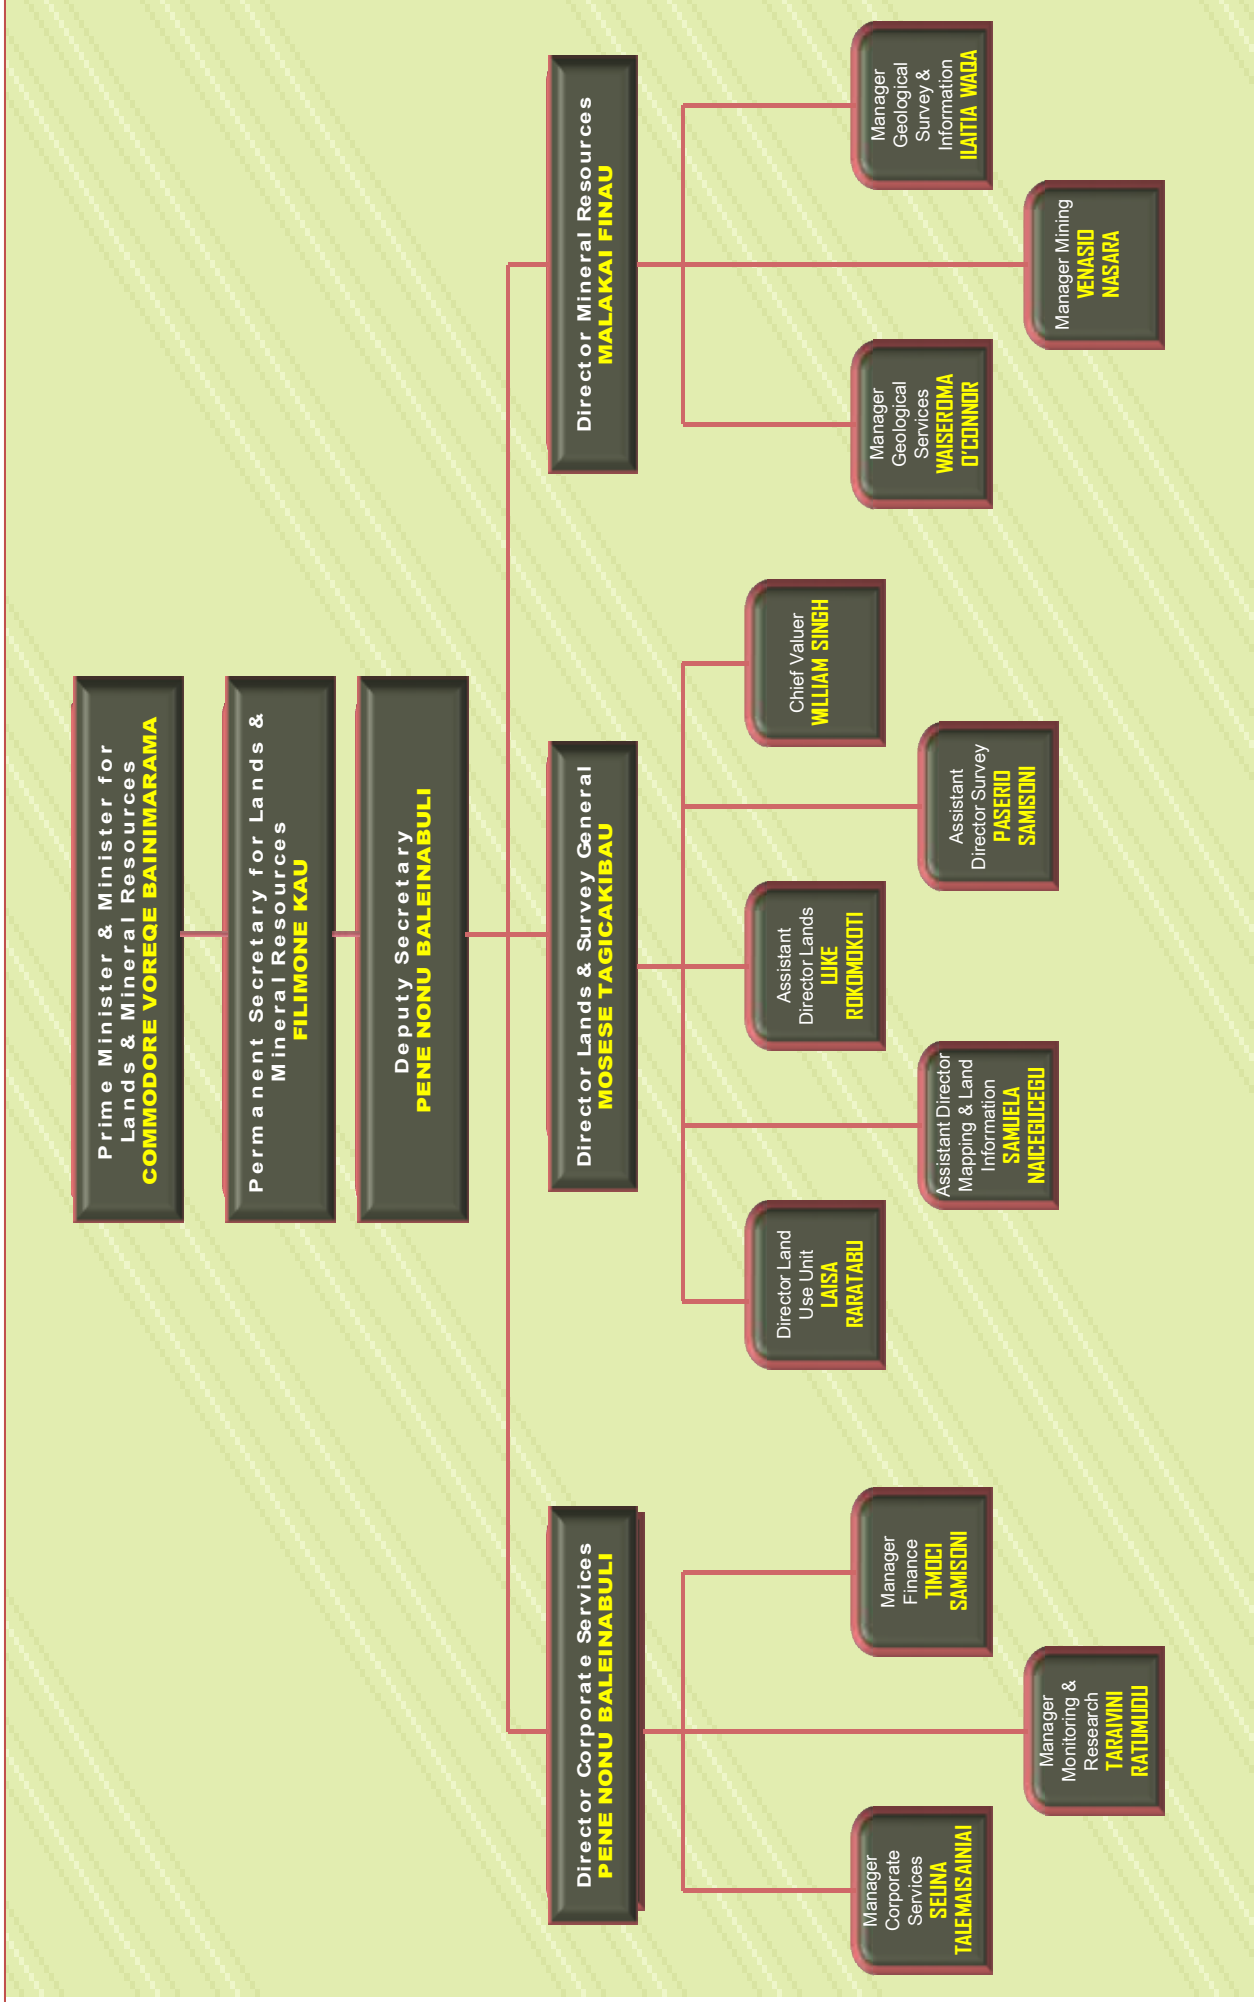 Prime Minister & Minister for
Lands & Mineral Resources
COMMODORE VOREQE BAINIMARAMA
Permanent Secretary for Lands &
Mineral Resources
FILIMONE KAU
Deputy Secretary
PENE NONU BALEINABULI
Director Corporate Services
PENE NONU BALEINABULI
Director Lands & Survey General
MOSESE TAGICAKIBAU
Director Mineral Resources
MALAKAI FINAU
Manager
Corporate
Services
SELINA
TALEMAISAINIAI
Manager
Monitoring &
Research
TARAIVINI
RATUMUDU
Manager
Finance
TIMOCI
SAMISONI
Director Land
Use Unit
LAISA
RARATABU
Assistant Director
Mapping & Land
Information
SAMUELA
NAICEGUCEGU
Assistant
Director Lands
LUKE
ROKOMOKOTI
Assistant
Director Survey
PASERIO
SAMISONI
Chief Valuer
WILLIAM SINGH
Manager
Geological
Services
WAISEROMA
O'CONNOR
Manager Mining
VENASIO
NASARA
Manager
Geological
Survey &
Information
ILAITIA WAQA